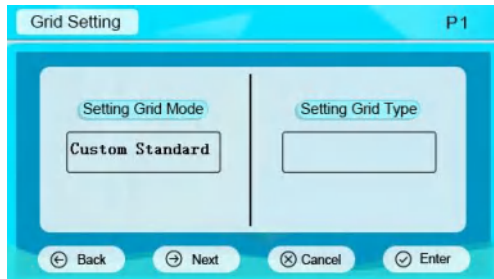 Grid Setting P1
Setting Grid Mode Setting Grid Type
Custom Standard
Back Next Cancel Enter